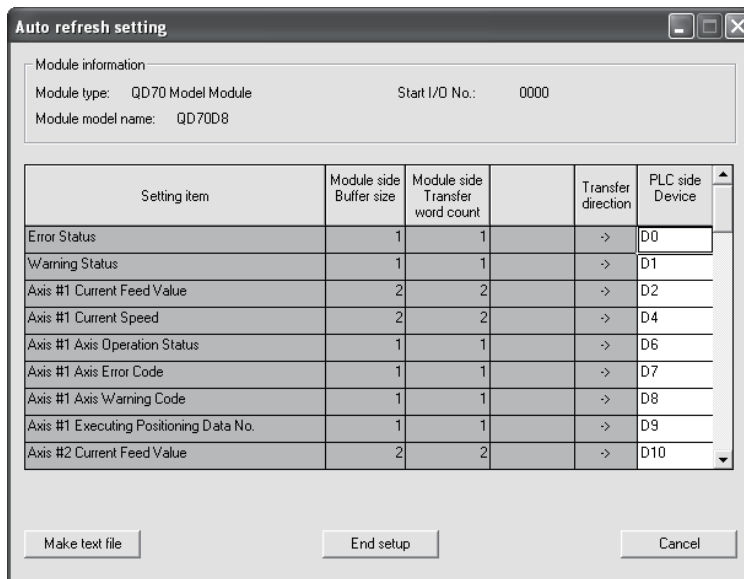 Auto refresh setting
Module information
Module type: QD70 Model Module Start I/O No.: 0000
Module model name: QD70D8
Setting item Module side Buffer size Module side Transfer word count Transfer direction PLC side Device
Error Status 1 1 -> D0
Warning Status 1 1 -> D1
Axis #1 Current Feed Value 2 2 -> D2
Axis #1 Current Speed 2 2 -> D4
Axis #1 Axis Operation Status 1 1 -> D6
Axis #1 Axis Error Code 1 1 -> D7
Axis #1 Axis Warning Code 1 1 -> D8
Axis #1 Executing Positioning Data No. 1 1 -> D9
Axis #2 Current Feed Value 2 2 -> D10
Make text file End setup Cancel